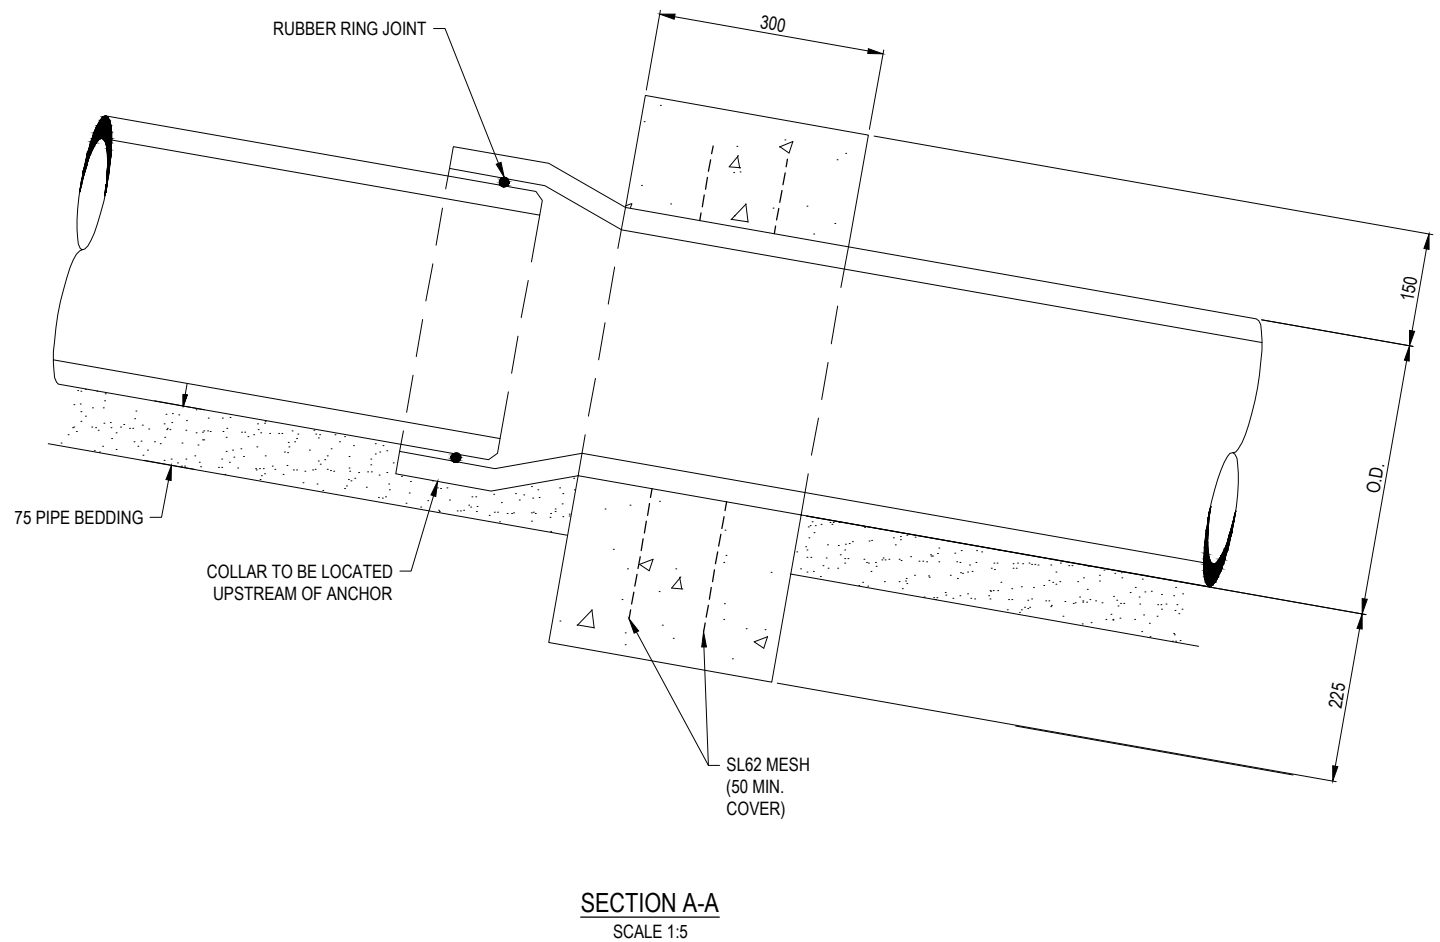 RUBBER RING JOINT
300
150
O.D.
75 PIPE BEDDING
COLLAR TO BE LOCATED
UPSTREAM OF ANCHOR
225
SL62 MESH
(50 MIN.
COVER)
SECTION A-A
SCALE 1:5